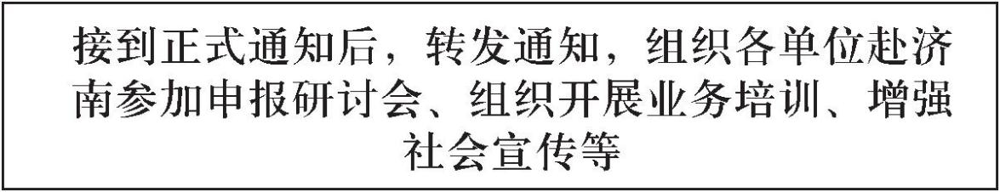 接到正式通知后，转发通知，组织各单位赴济
南参加申报研讨会、组织开展业务培训、增强
社会宣传等